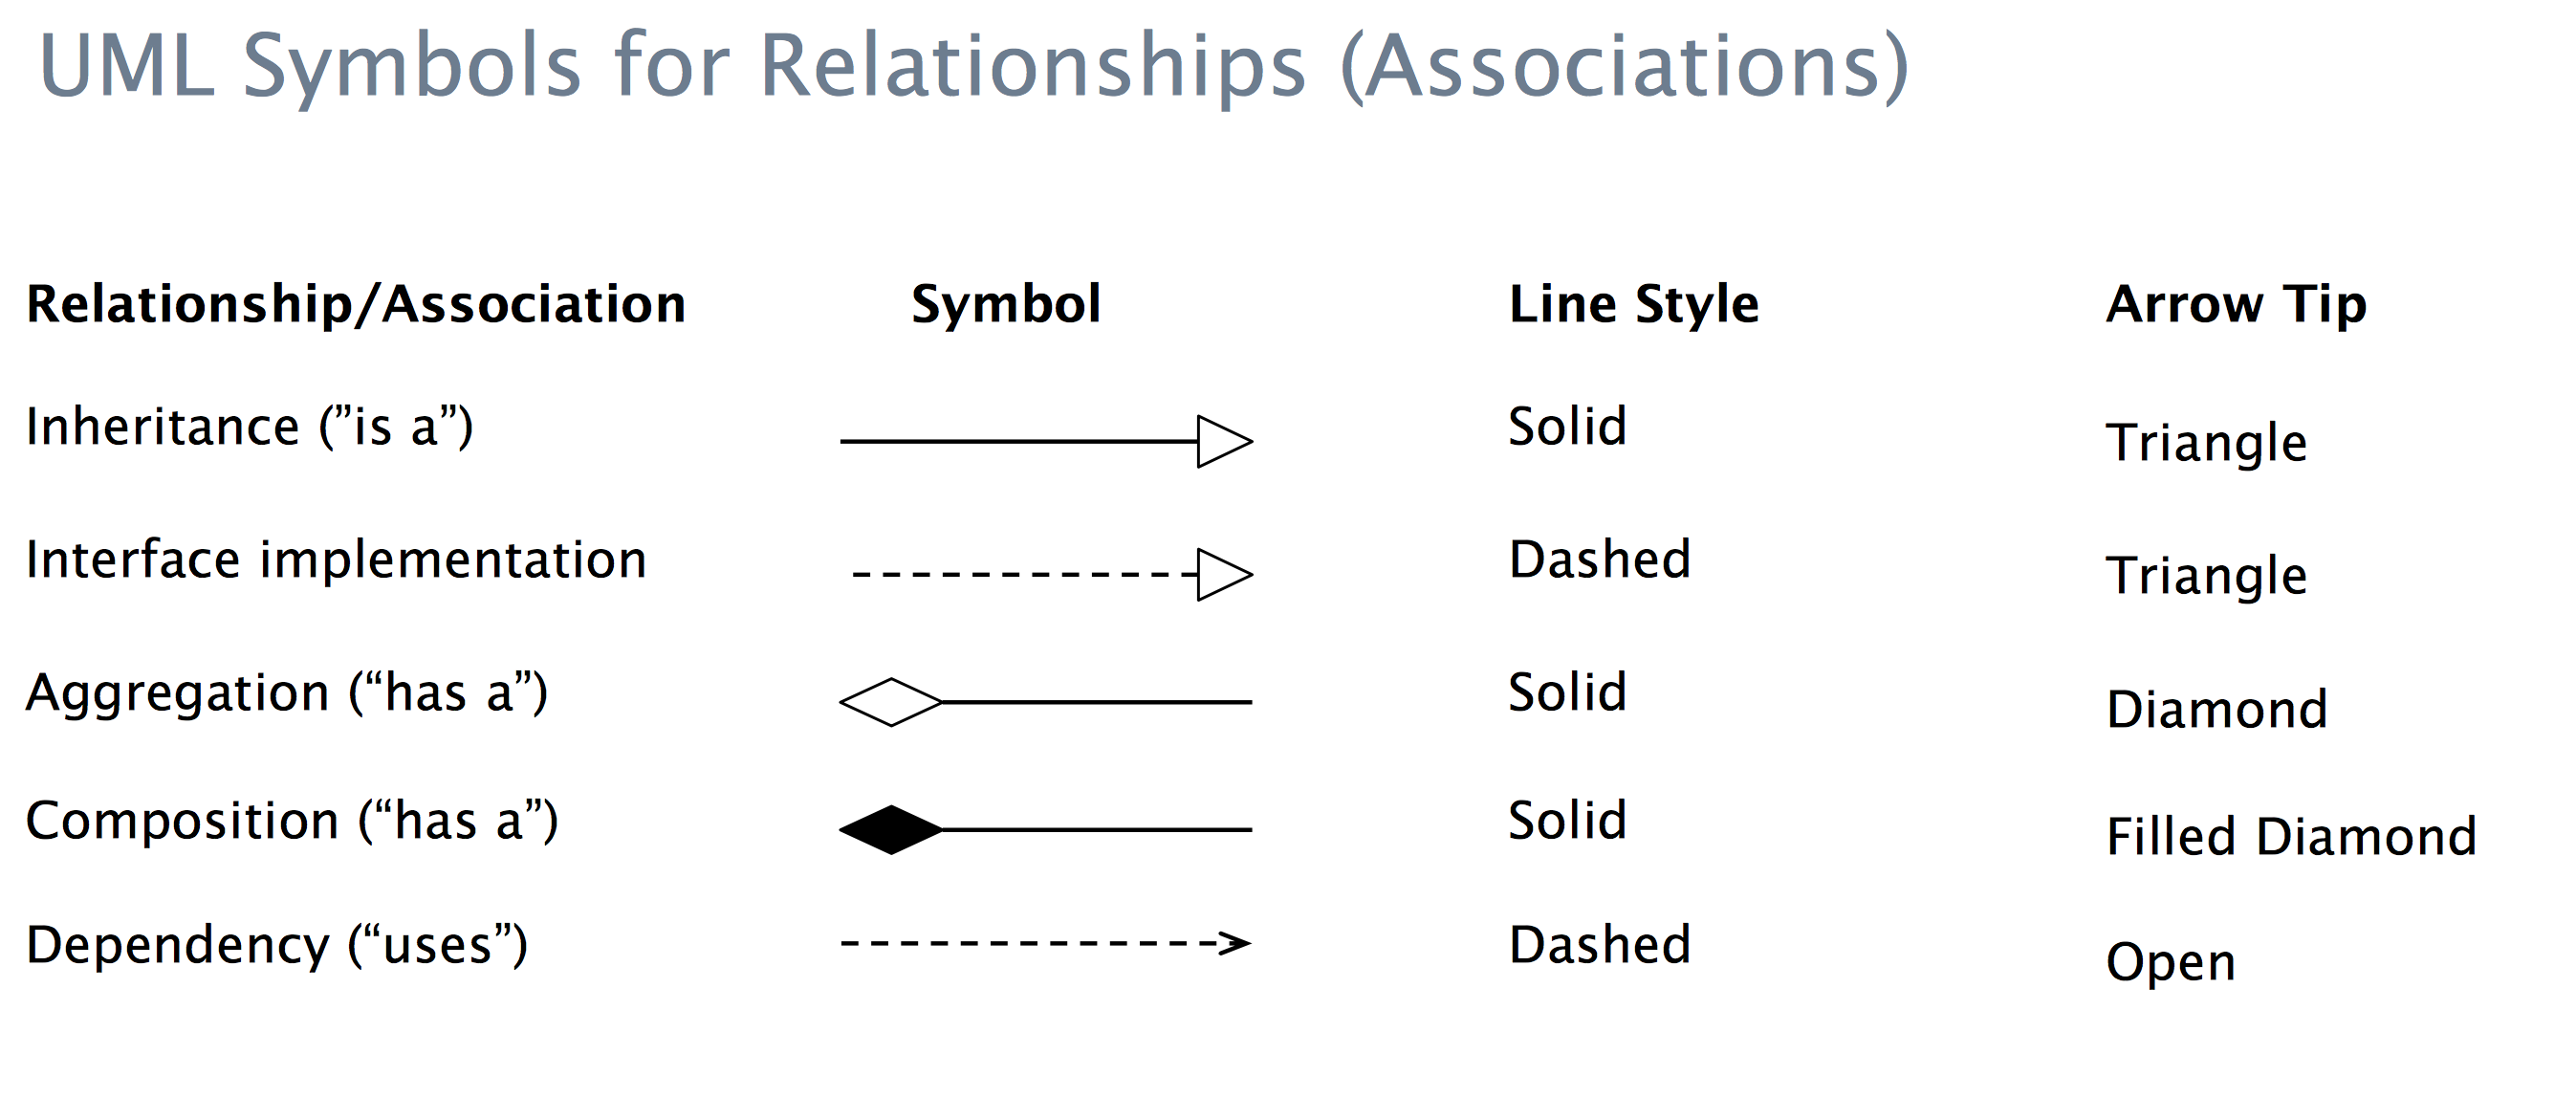 UML Symbols for Relationships (Associations)
Relationship/Association Symbol Line Style Arrow Tip
Inheritance (”is a”) Solid Triangle
Interface implementation Dashed Triangle
Aggregation (“has a”) Solid Diamond
Composition (“has a”) Solid Filled Diamond
Dependency (“uses”) Dashed Open